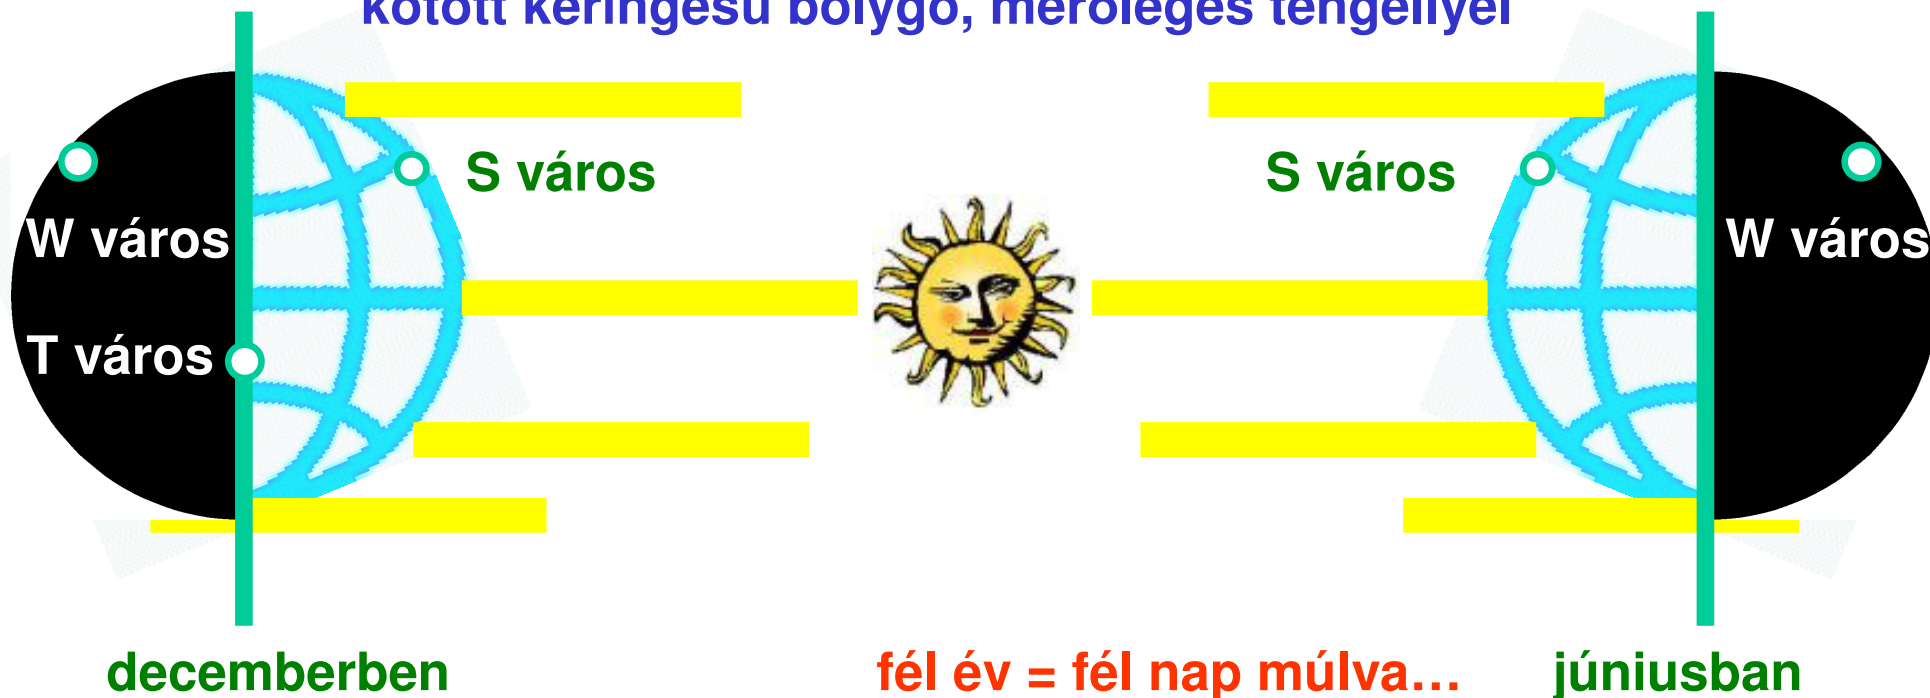 kötött keringésű bolygó, merőleges tengellyel
S város
S város
W város
W város
T város
decemberben
fél év = fél nap múlva…
júniusban